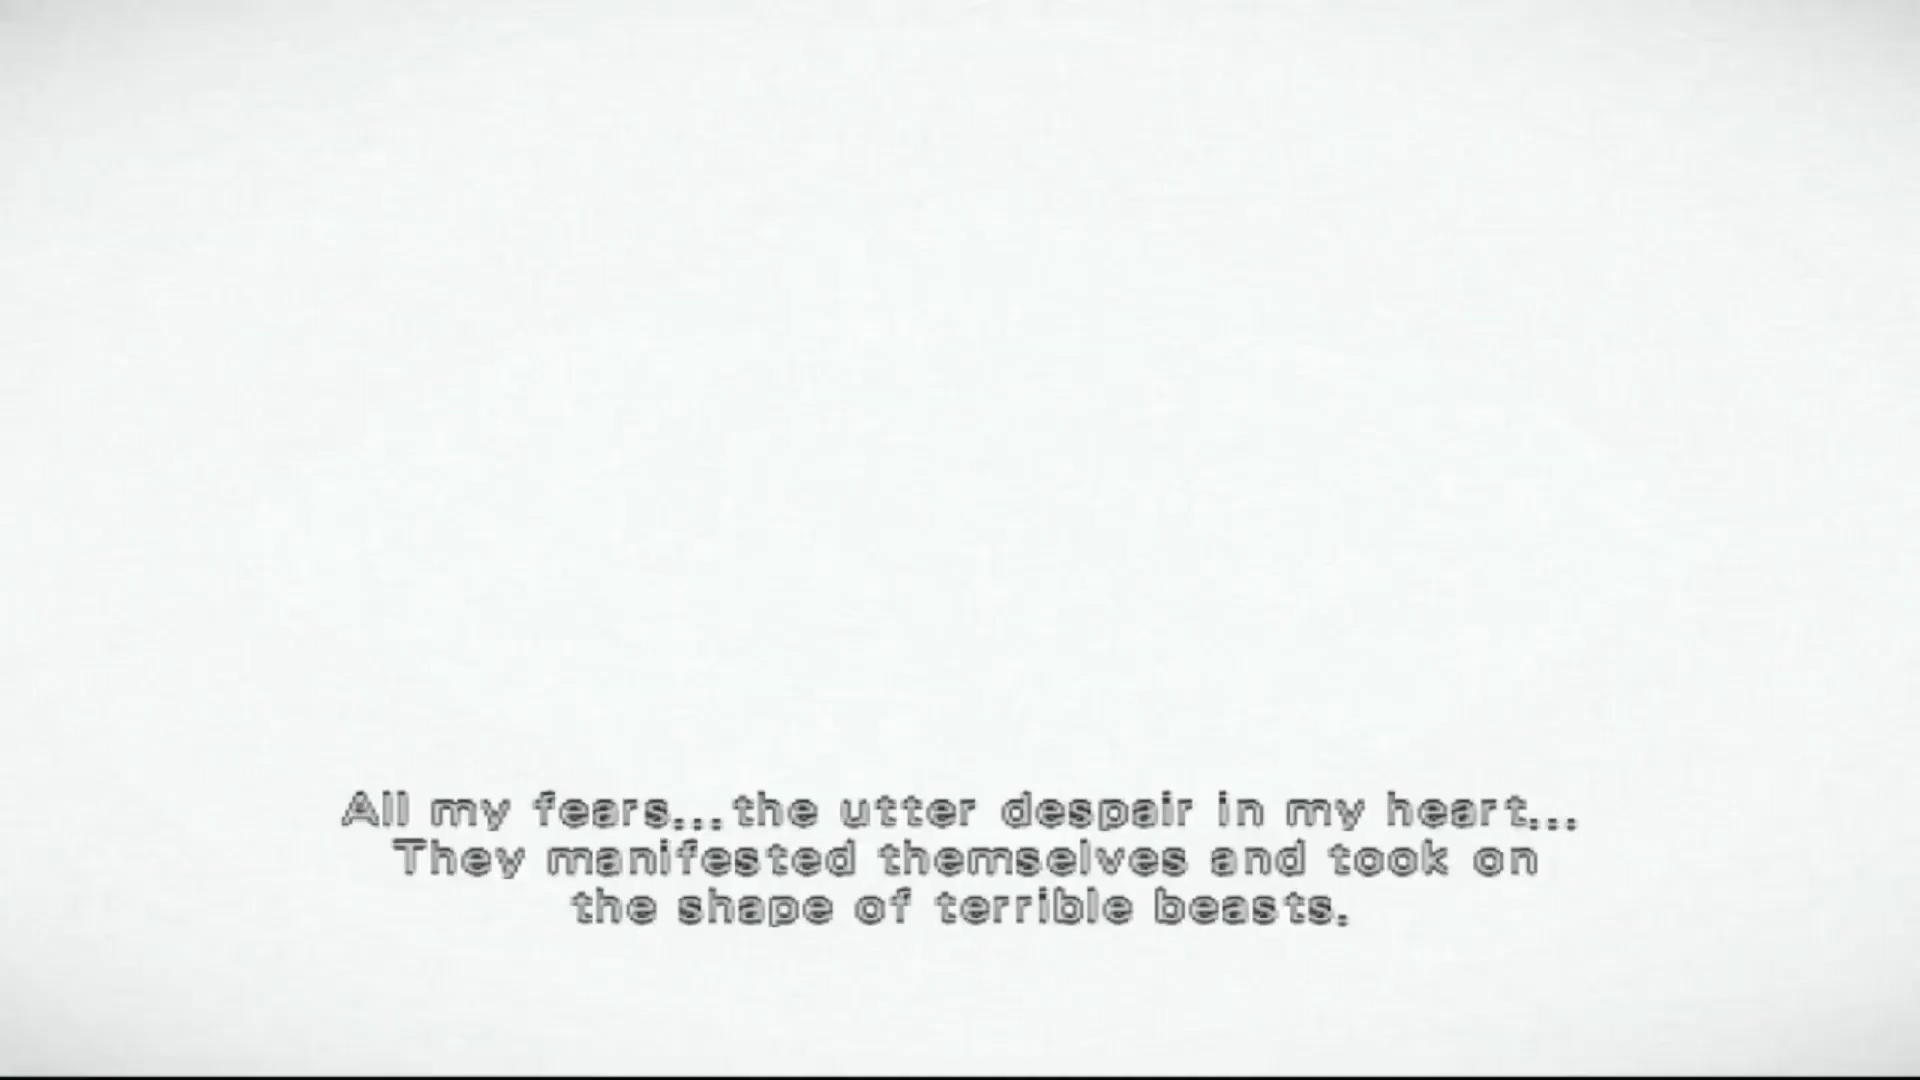 All my fears...the utter despair in my heart...
They manifested themselves and took on
the shape of terrible beasts.